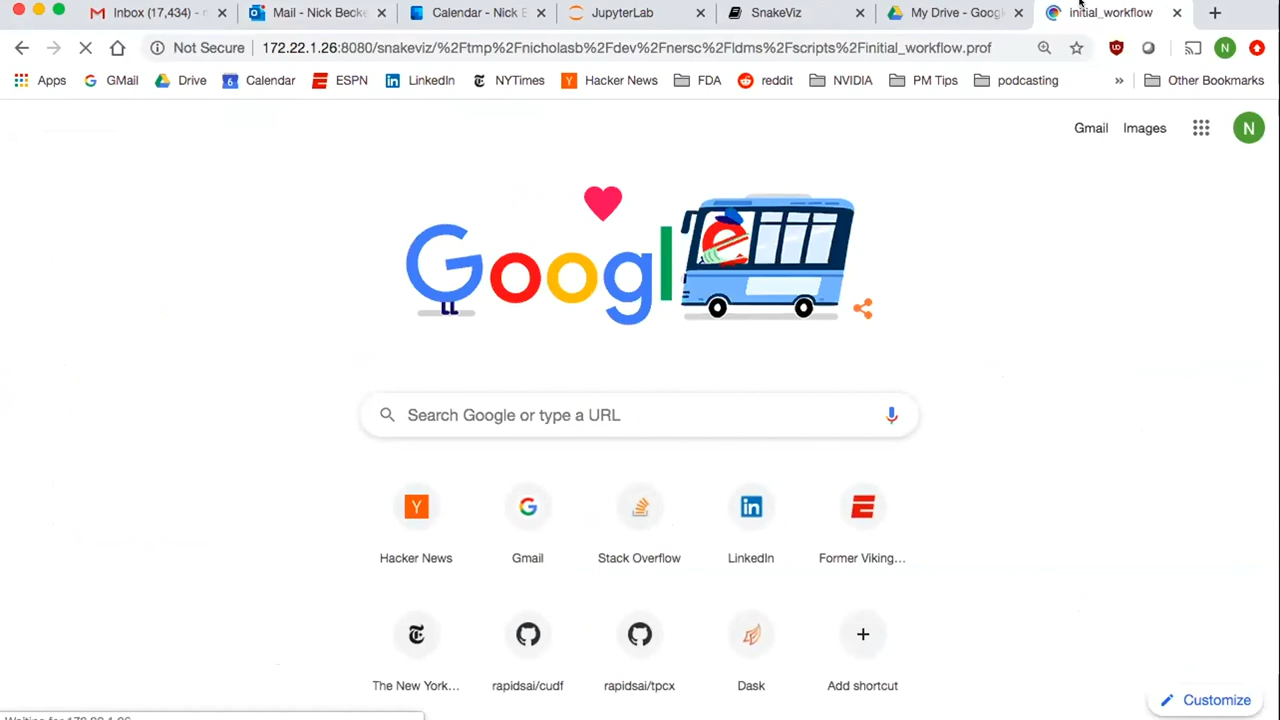 Inbox (17,434) - n
Mail - Nick Becke
Calendar - Nick E
JupyterLab
SnakeViz
My Drive - Googl
initial_workflow
Not Secure
172.22.1.26:8080/snakeviz/%2Ftmp%2Fnicholasb%2Fdev%2Fnersc%2Fldms%2Fscripts%2Finitial_workflow.prof
N
Apps
GMail
Drive
6
Calendar
ESPN
LinkedIn
NYTimes
Hacker News
FDA
reddit
NVIDIA
PM Tips
podcasting
»
Other Bookmarks
Gmail
Images
N
Google
Search Google or type a URL
Hacker News
Gmail
Stack Overflow
LinkedIn
Former Viking...
The New York...
rapidsai/cudf
rapidsai/tpcx
Dask
Add shortcut
Customize